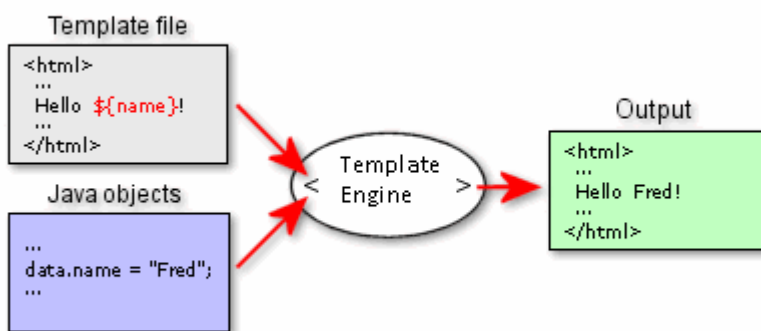 Template file
<html>
...
Hello ${name}!
...
</html>
Java objects
...
data.name = "Fred";
...
< Template >
Engine
Output
<html>
...
Hello Fred!
...
</html>